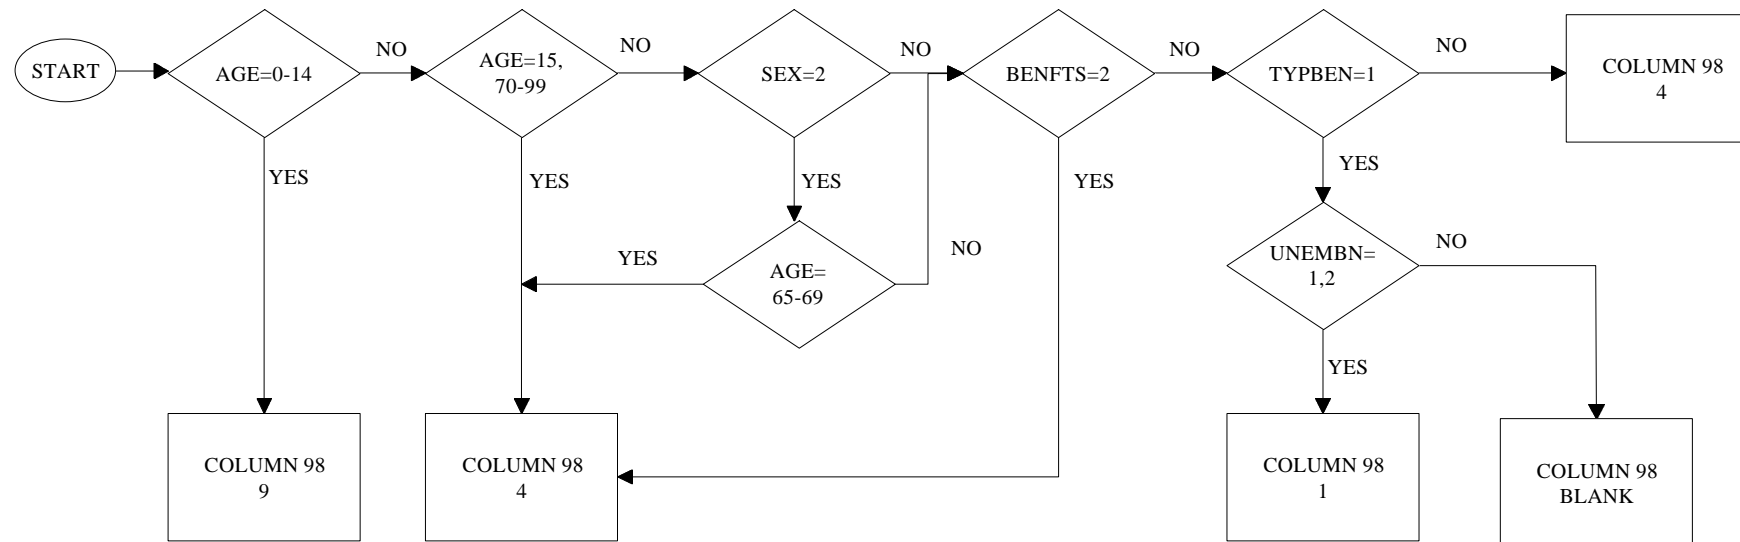 START
AGE=0-14
NO
AGE=15,
70-99
NO
SEX=2
NO
BENFTS=2
NO
TYPBEN=1
NO
COLUMN 98
4
YES
YES
YES
YES
YES
AGE=
65-69
YES
NO
UNEMBN=
1,2
NO
YES
COLUMN 98
9
COLUMN 98
4
COLUMN 98
1
COLUMN 98
BLANK